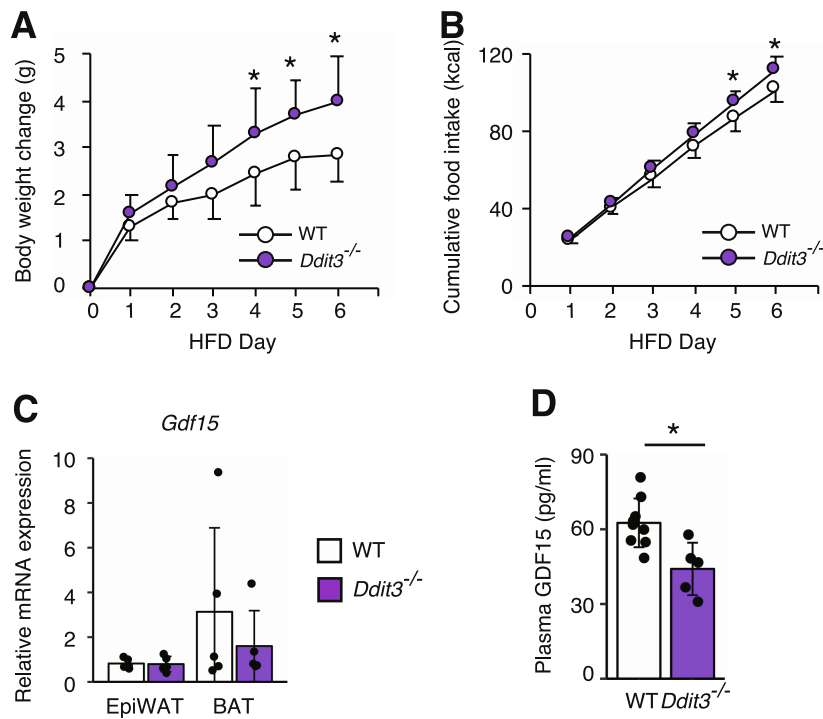 A
Body weight change (g)
5
4
3
2
1
0
* * *
WT
Ddit3-/-
0 1 2 3 4 5 6
HFD Day
B
Cumulative food intake (kcal)
120
80
40
0
* *
WT
Ddit3-/-
0 1 2 3 4 5 6
HFD Day
C
Gdf15
Relative mRNA expression
10
8
6
4
2
0
EpiWAT BAT
WT
Ddit3-/-
D
Plasma GDF15 (pg/ml)
90
60
30
0
*
WT Ddit3-/-